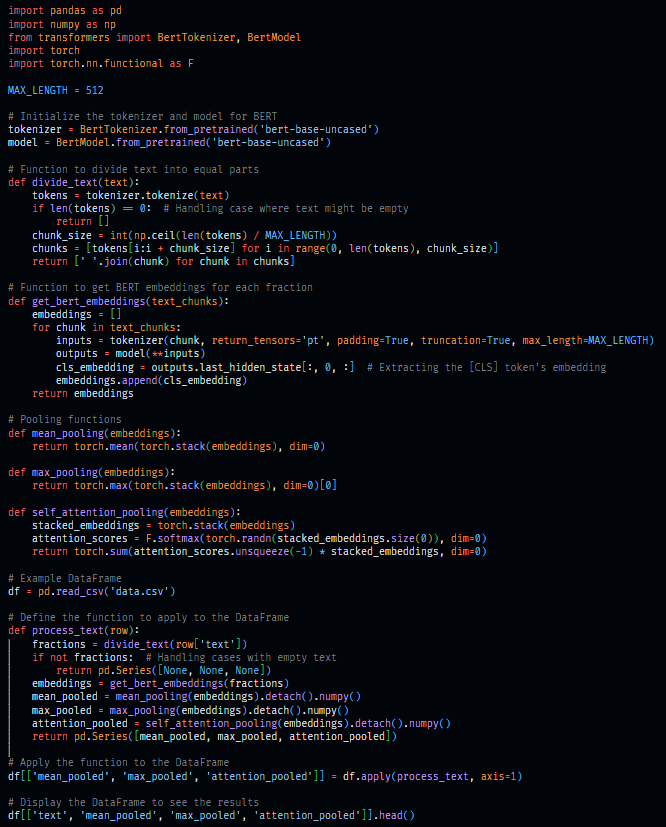 import pandas as pd
import numpy as np
from transformers import BertTokenizer, BertModel
import torch
import torch.nn.functional as F

MAX_LENGTH = 512

# Initialize the tokenizer and model for BERT
tokenizer = BertTokenizer.from_pretrained('bert-base-uncased')
model = BertModel.from_pretrained('bert-base-uncased')

# Function to divide text into equal parts
def divide_text(text):
    tokens = tokenizer.tokenize(text)
    if len(tokens) == 0:  # Handling case where text might be empty
        return []
    chunk_size = int(np.ceil(len(tokens) / MAX_LENGTH))
    chunks = [tokens[i:i + chunk_size] for i in range(0, len(tokens), chunk_size)]
    return [' '.join(chunk) for chunk in chunks]

# Function to get BERT embeddings for each fraction
def get_bert_embeddings(text_chunks):
    embeddings = []
    for chunk in text_chunks:
        inputs = tokenizer(chunk, return_tensors='pt', padding=True, truncation=True, max_length=MAX_LENGTH)
        outputs = model(**inputs)
        cls_embedding = outputs.last_hidden_state[:, 0, :]  # Extracting the [CLS] token's embedding
        embeddings.append(cls_embedding)
    return embeddings

# Pooling functions
def mean_pooling(embeddings):
    return torch.mean(torch.stack(embeddings), dim=0)

def max_pooling(embeddings):
    return torch.max(torch.stack(embeddings), dim=0)[0]

def self_attention_pooling(embeddings):
    stacked_embeddings = torch.stack(embeddings)
    attention_scores = F.softmax(torch.randn(stacked_embeddings.size(0)), dim=0)
    return torch.sum(attention_scores.unsqueeze(-1) * stacked_embeddings, dim=0)

# Example DataFrame
df = pd.read_csv('data.csv')

# Define the function to apply to the DataFrame
def process_text(row):
    fractions = divide_text(row['text'])
    if not fractions:  # Handling cases with empty text
        return pd.Series([None, None, None])
    embeddings = get_bert_embeddings(fractions)
    mean_pooled = mean_pooling(embeddings).detach().numpy()
    max_pooled = max_pooling(embeddings).detach().numpy()
    attention_pooled = self_attention_pooling(embeddings).detach().numpy()
    return pd.Series([mean_pooled, max_pooled, attention_pooled])

# Apply the function to the DataFrame
df[['mean_pooled', 'max_pooled', 'attention_pooled']] = df.apply(process_text, axis=1)

# Display the DataFrame to see the results
df[['text', 'mean_pooled', 'max_pooled', 'attention_pooled']].head()